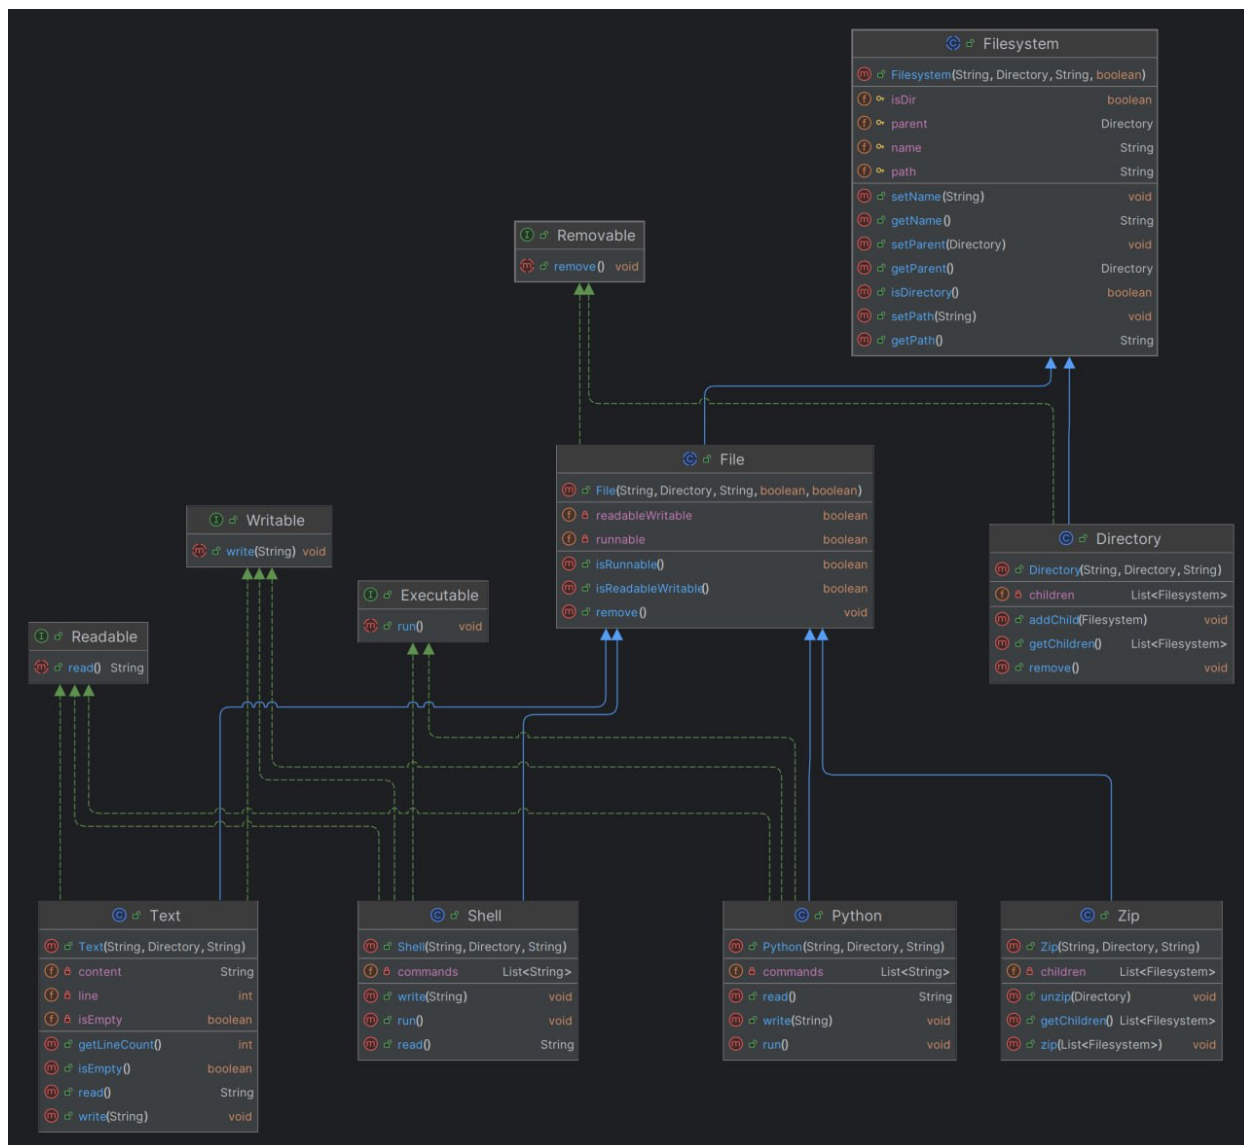 Filesystem
Filesystem(String, Directory, String, boolean)
isDir boolean
parent Directory
name String
path String
setName(String) void
getName() String
setParent(Directory) void
getParent() Directory
isDirectory() boolean
setPath(String) void
getPath() String
Removable
remove() void
File
File(String, Directory, String, boolean, boolean)
readableWritable boolean
runnable boolean
isRunnable() boolean
isReadableWritable() boolean
remove() void
Writable
write(String) void
Directory
Directory(String, Directory, String)
children List<Filesystem>
addChild(Filesystem) void
getChildren() List<Filesystem>
remove() void
Executable
run() void
Readable
read() String
Text
Text(String, Directory, String)
content String
line int
isEmpty boolean
getLineCount() int
isEmpty() boolean
read() String
write(String) void
Shell
Shell(String, Directory, String)
commands List<String>
write(String) void
run() void
read() String
Python
Python(String, Directory, String)
commands List<String>
read() String
write(String) void
run() void
Zip
Zip(String, Directory, String)
children List<Filesystem>
unzip(Directory) void
getChildren() List<Filesystem>
zip(List<Filesystem>) void